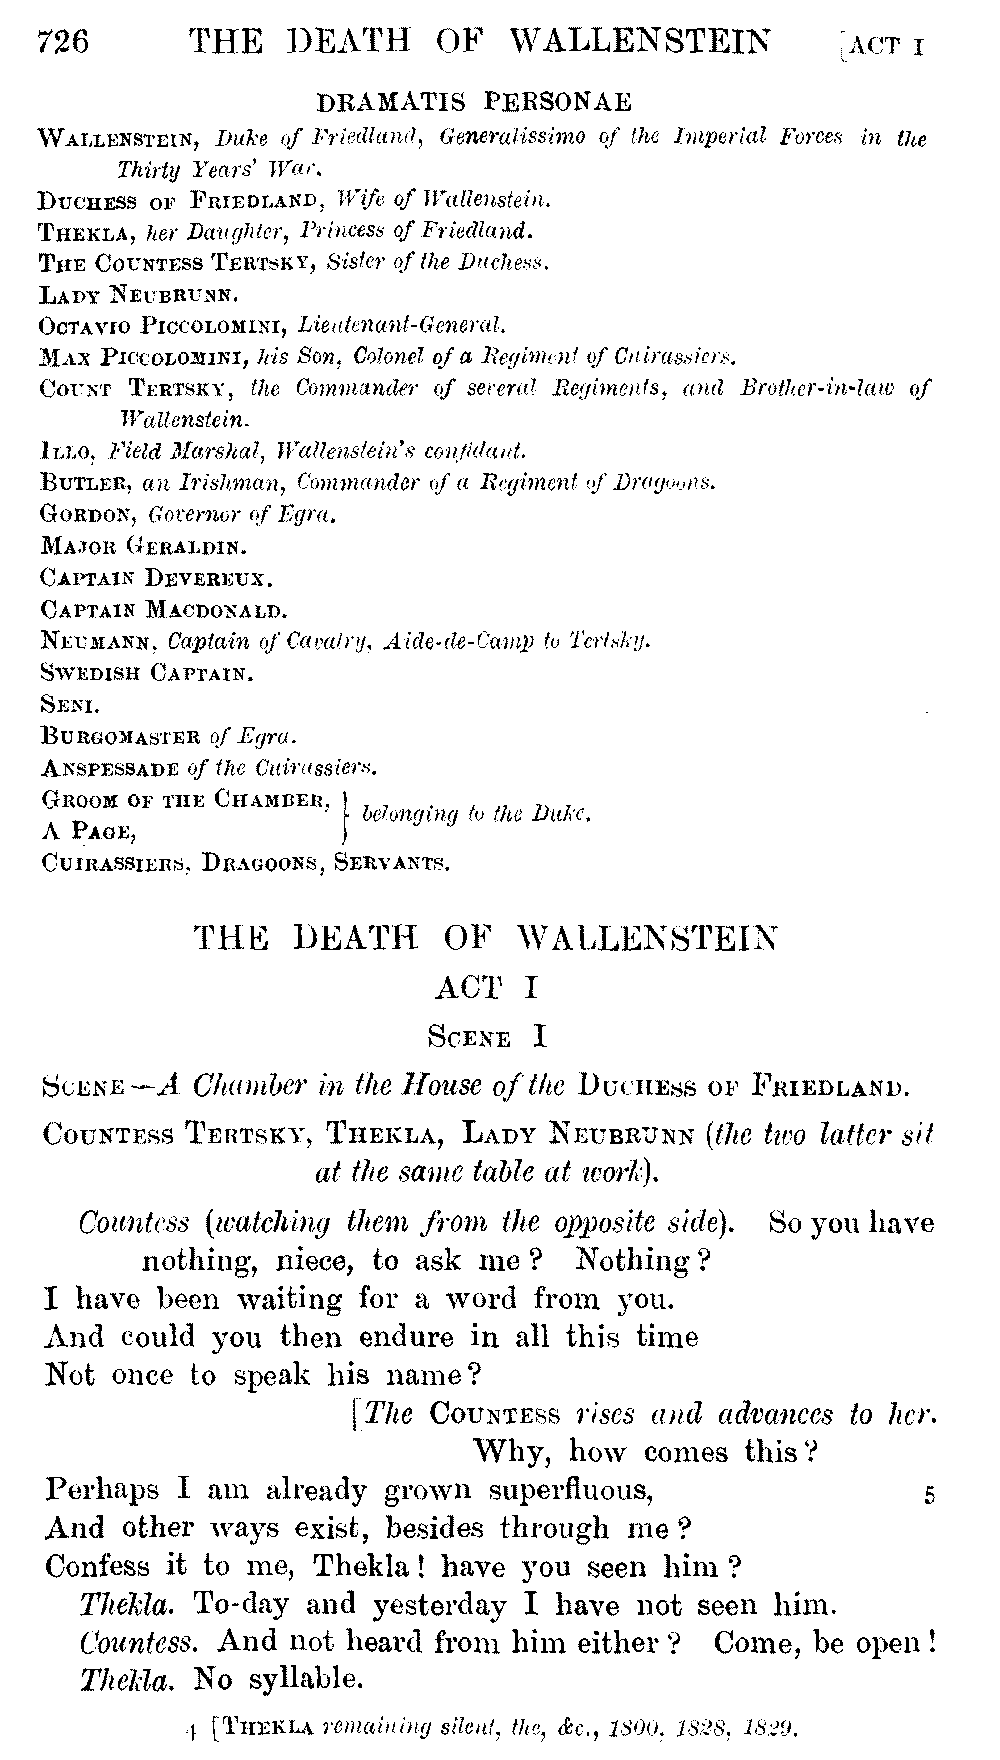 726 THE DEATH OF WALLENSTEIN [ACT I
DRAMATIS PERSONAE
WALLENSTEIN, Duke of Friedland, Generalissimo of the Imperial Forces in the
Thirty Years' War.
DUCHESS OF FRIEDLAND, Wife of Wallenstein.
THEKLA, her Daughter, Princess of Friedland.
THE COUNTESS TERTSKY, Sister of the Duchess.
LADY NEUBRUNN.
OCTAVIO PICCOLOMINI, Lieutenant-General.
MAX PICCOLOMINI, his Son, Colonel of a Regiment of Cuirassiers.
COUNT TERTSKY, the Commander of several Regiments, and Brother-in-law of
Wallenstein.
ILLO, Field Marshal, Wallenstein's confidant.
BUTLER, an Irishman, Commander of a Regiment of Dragoons.
GORDON, Governor of Egra.
MAJOR GERALDIN.
CAPTAIN DEVEREUX.
CAPTAIN MACDONALD.
NEUMANN, Captain of Cavalry, Aide-de-Camp to Tertsky.
SWEDISH CAPTAIN.
SENI.
BURGOMASTER of Egra.
ANSPESSADE of the Cuirassiers.
GROOM OF THE CHAMBER, } belonging to the Duke.
A PAGE,
CUIRASSIERS, DRAGOONS, SERVANTS.
THE DEATH OF WALLENSTEIN
ACT I
SCENE I
SCENE—A Chamber in the House of the DUCHESS OF FRIEDLAND.
COUNTESS TERTSKY, THEKLA, LADY NEUBRUNN (the two latter sit
at the same table at work).
Countess (watching them from the opposite side). So you have
nothing, niece, to ask me? Nothing?
I have been waiting for a word from you.
And could you then endure in all this time
Not once to speak his name?
[The COUNTESS rises and advances to her.
Why, how comes this?
Perhaps I am already grown superfluous, 5
And other ways exist, besides through me?
Confess it to me, Thekla! have you seen him?
Thekla. To-day and yesterday I have not seen him.
Countess. And not heard from him either? Come, be open!
Thekla. No syllable.
4 [THEKLA remaining silent, the, &c., 1800, 1828, 1829.